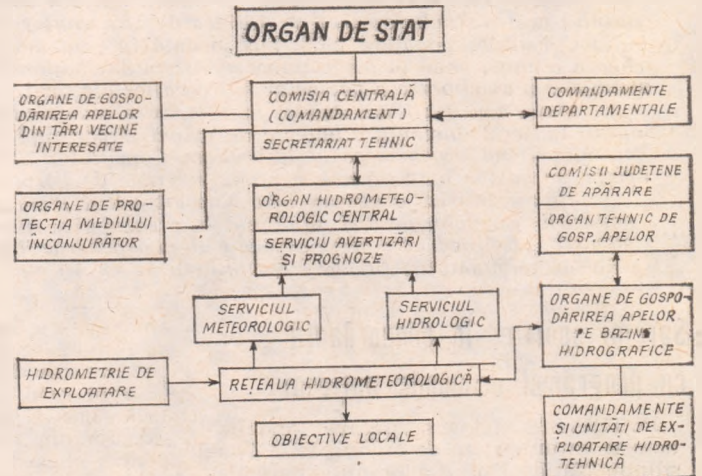 ORGAN DE STAT
ORGANE DE GOSPO-
DĂRIREA APELOR
DIN ȚĂRI VECINE
INTERESATE
COMISIA CENTRALĂ
(COMANDAMENT)
SECRETARIAT TEHNIC
COMANDAMENTE
DEPARTAMENTALE
ORGANE DE PRO-
TECȚIA MEDIULUI
ÎNCONJURĂTOR
ORGAN HIDROMETEO-
ROLOGIC CENTRAL
SERVICIU AVERTIZĂRI
ȘI PROGNOZE
COMISII JUDEȚENE
DE APĂRARE
ORGAN TEHNIC DE
GOSP. APELOR
SERVICIUL
METEOROLOGIC
SERVICIUL
HIDROLOGIC
ORGANE DE GOSPO-
DĂRIREA APELOR
PE BAZINE
HIDROGRAFICE
HIDROMETRIE DE
EXPLOATARE
REȚEAUA HIDROMETEOROLOGICĂ
OBIECTIVE LOCALE
COMANDAMENTE
ȘI UNITĂȚI DE EX-
PLOATARE HIDRO-
TEHNICĂ